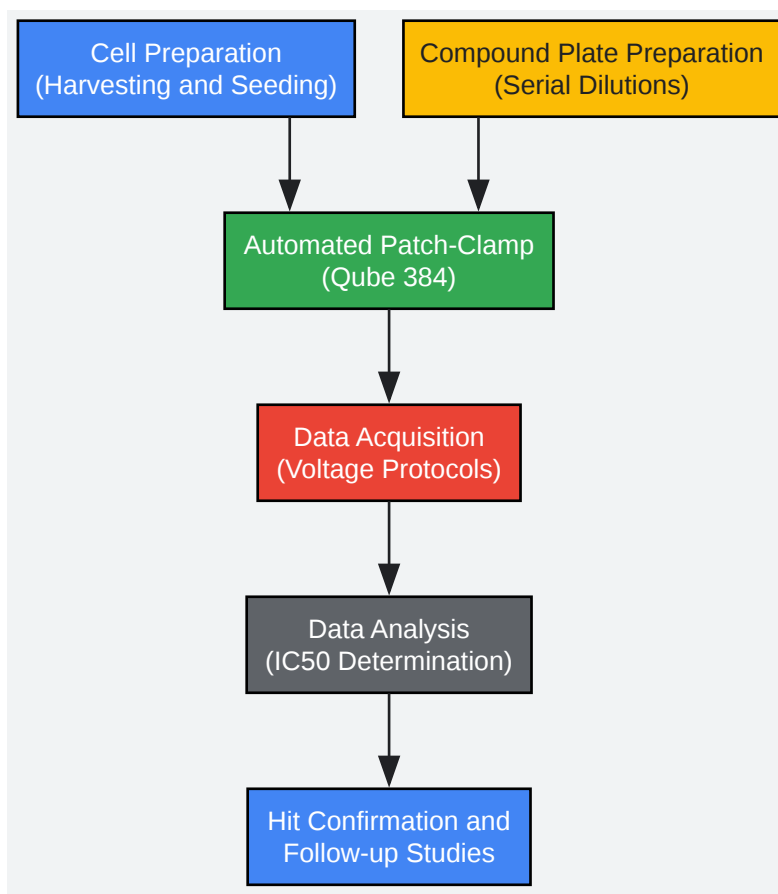 Cell Preparation
(Harvesting and Seeding)
Compound Plate Preparation
(Serial Dilutions)
Automated Patch-Clamp
(Qube 384)
Data Acquisition
(Voltage Protocols)
Data Analysis
(IC50 Determination)
Hit Confirmation and
Follow-up Studies